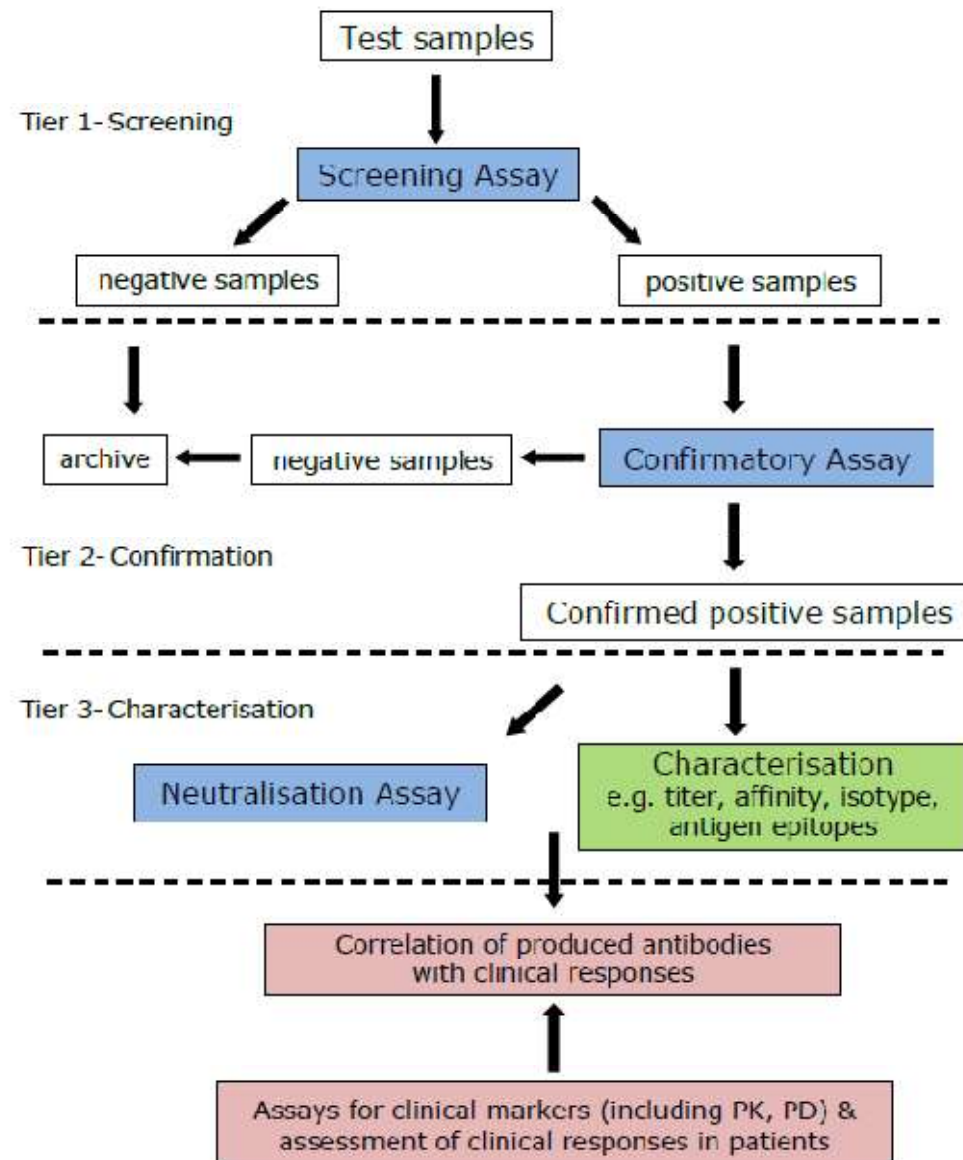 Test samples
Tier 1- Screening
Screening Assay
negative samples
positive samples
archive
negative samples
Confirmatory Assay
Tier 2- Confirmation
Confirmed positive samples
Tier 3- Characterisation
Neutralisation Assay
Characterisation
e.g. titer, affinity, isotype,
antigen epitopes
Correlation of produced antibodies
with clinical responses
Assays for clinical markers (including PK, PD) &
assessment of clinical responses in patients